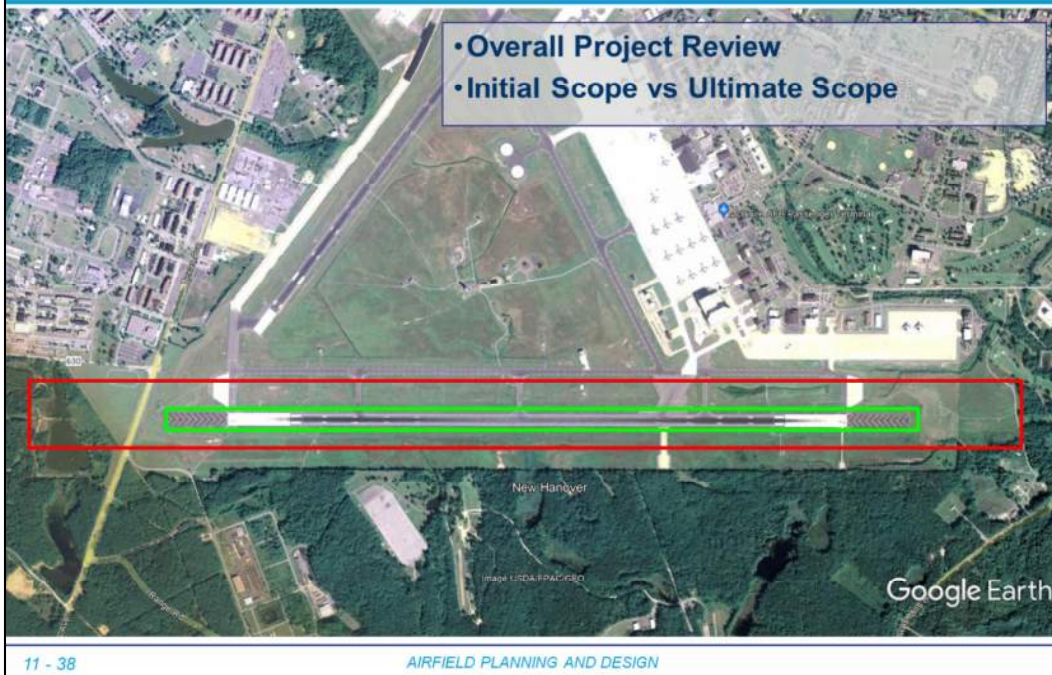 •Overall Project Review
•Initial Scope vs Ultimate Scope
630
New Hanover
Image USDA/FPAC/GEO
Google Earth
11 - 38
AIRFIELD PLANNING AND DESIGN